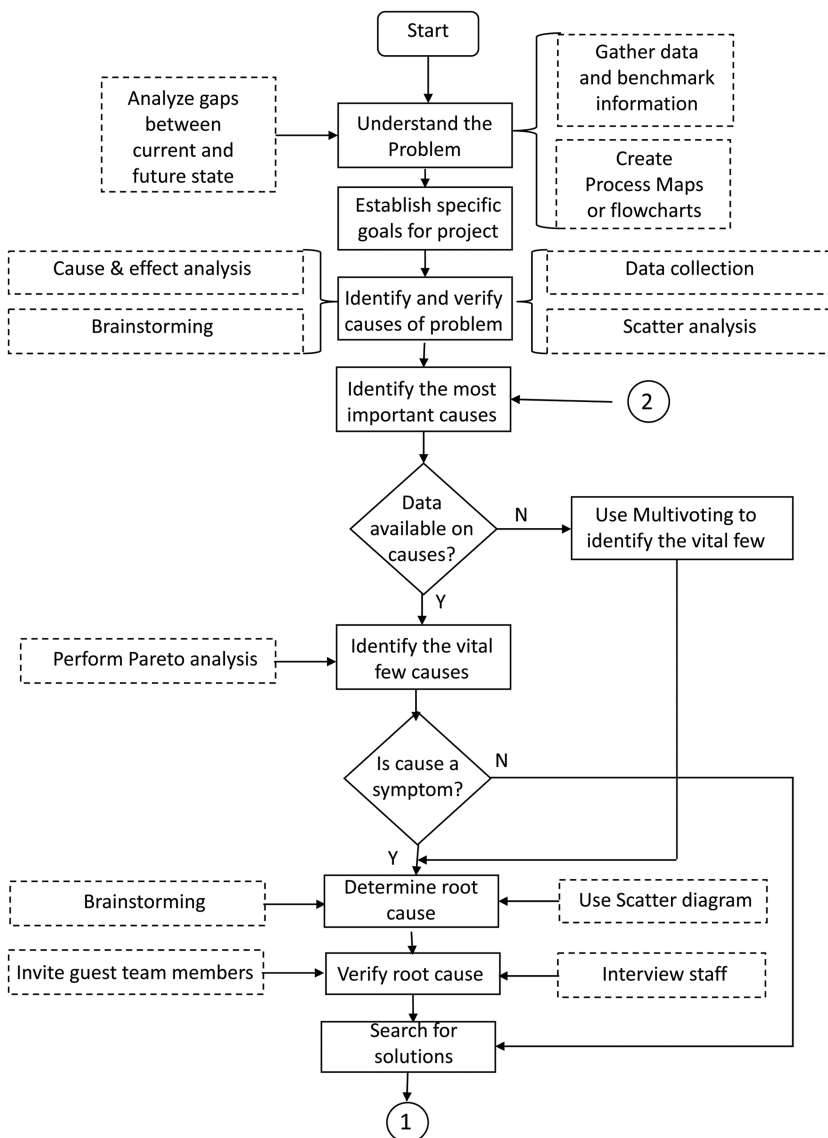 Start
Gather data
and benchmark
information
Analyze gaps
between
current and
future state
Understand the
Problem
Create
Process Maps
or flowcharts
Establish specific
goals for project
Cause & effect analysis
Data collection
Identify and verify
causes of problem
Brainstorming
Scatter analysis
Identify the most
important causes
2
Data
available on
causes?
N
Use Multivoting to
identify the vital few
Y
Identify the vital
few causes
Perform Pareto analysis
Is cause a
symptom?
N
Y
Determine root
cause
Brainstorming
Use Scatter diagram
Invite guest team members
Verify root cause
Interview staff
Search for
solutions
1